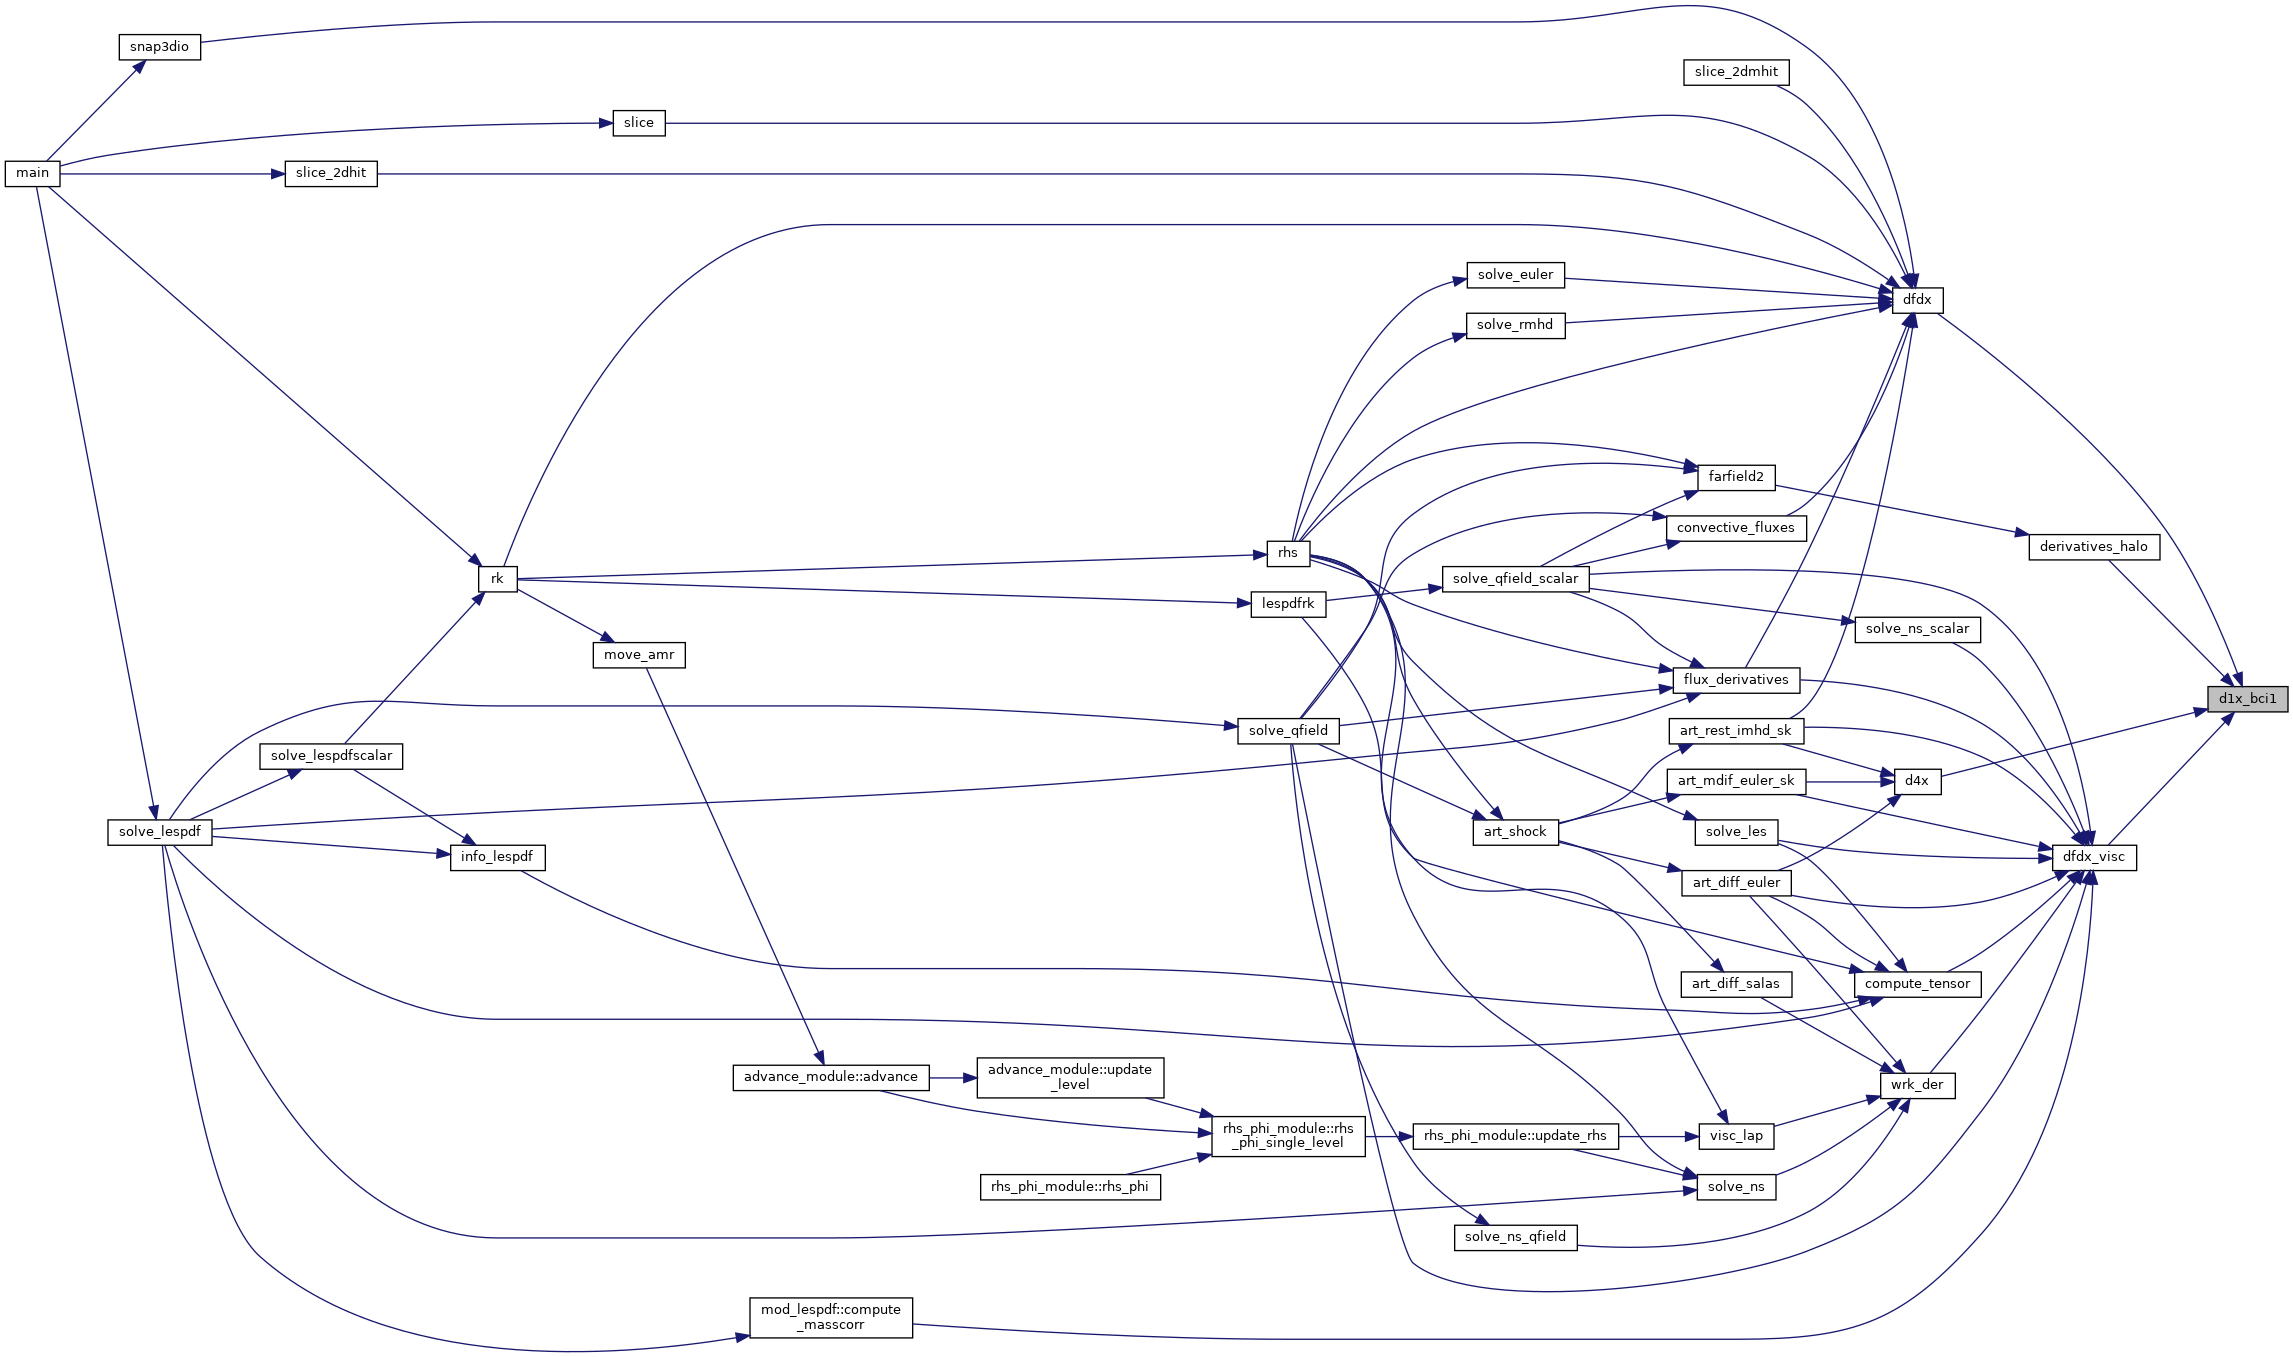 snap3dio
slice_2dmhit
slice
main
slice_2dhit
solve_euler
dfdx
solve_rmhd
farfield2
convective_fluxes
derivatives_halo
rhs
rk
solve_qfield_scalar
lespdfrk
solve_ns_scalar
move_amr
flux_derivatives
d1x_bci1
solve_qfield
art_rest_imhd_sk
solve_lespdfscalar
art_mdif_euler_sk
d4x
solve_lespdf
art_shock
solve_les
info_lespdf
dfdx_visc
art_diff_euler
art_diff_salas
compute_tensor
advance_module::advance
advance_module::update
_level
wrk_der
rhs_phi_module::rhs
_phi_single_level
rhs_phi_module::update_rhs
visc_lap
rhs_phi_module::rhs_phi
solve_ns
solve_ns_qfield
mod_lespdf::compute
_masscorr